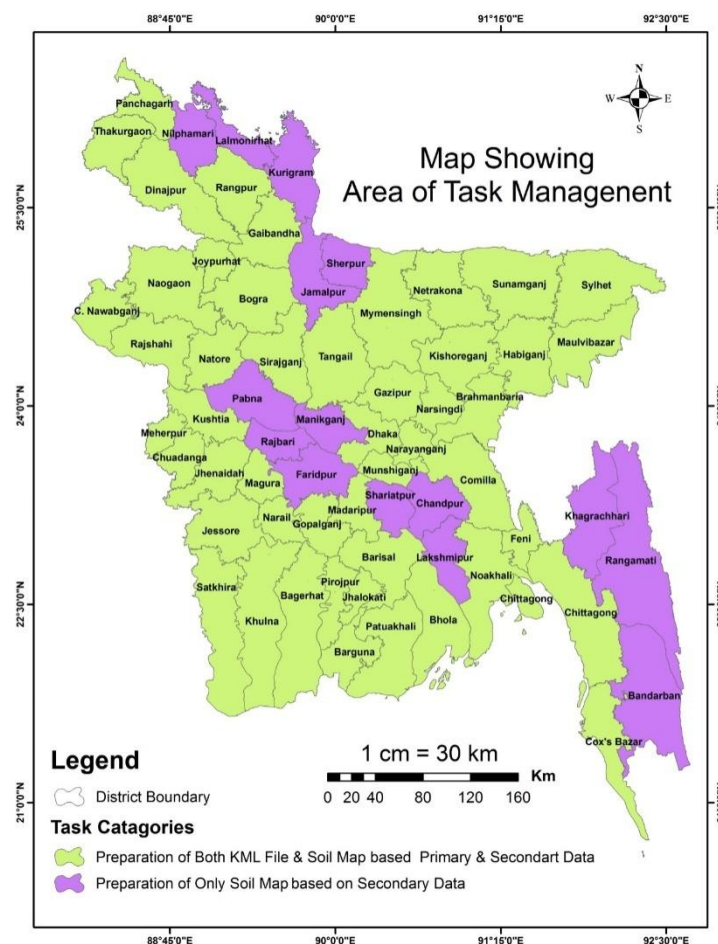 88°45'0"E 90°0'0"E 91°15'0"E 92°30'0"E
N
W E
S
Map Showing
Area of Task Managenent
25°30'0"N
24°0'0"N
22°30'0"N
21°0'0"N
Panchagarh
Thakurgaon
Nilphamari
Lalmonirhat
Kurigram
Dinajpur
Rangpur
Gaibandha
Joypurhat
Sherpur
Naogaon
Jamalpur
Netrakona
Sunamganj
Sylhet
Bogra
C. Nawabganj
Mymensingh
Rajshahi
Natore
Sirajganj
Tangail
Kishoreganj
Habiganj
Maulvibazar
Gazipur
Pabna
Brahmanbaria
Narsingdi
Kushtia
Manikganj
Meherpur
Dhaka
Rajbari
Narayanganj
Chuadanga
Jhenaidah
Faridpur
Munshiganj
Magura
Comilla
Shariatpur
Chandpur
Madaripur
Khagrachhari
Narail
Gopalganj
Jessore
Feni
Barisal
Lakshmipur
Rangamati
Noakhali
Satkhira
Pirojpur
Bagerhat
Jhalokati
Chittagong
Khulna
Patuakhali
Bhola
Chittagong
Barguna
Bandarban
Cox's Bazar
Legend
District Boundary
1 cm = 30 km
Km
0 20 40 80 120 160
Task Catagories
Preparation of Both KML File & Soil Map based Primary & Secondart Data
Preparation of Only Soil Map based on Secondary Data
88°45'0"E 90°0'0"E 91°15'0"E 92°30'0"E